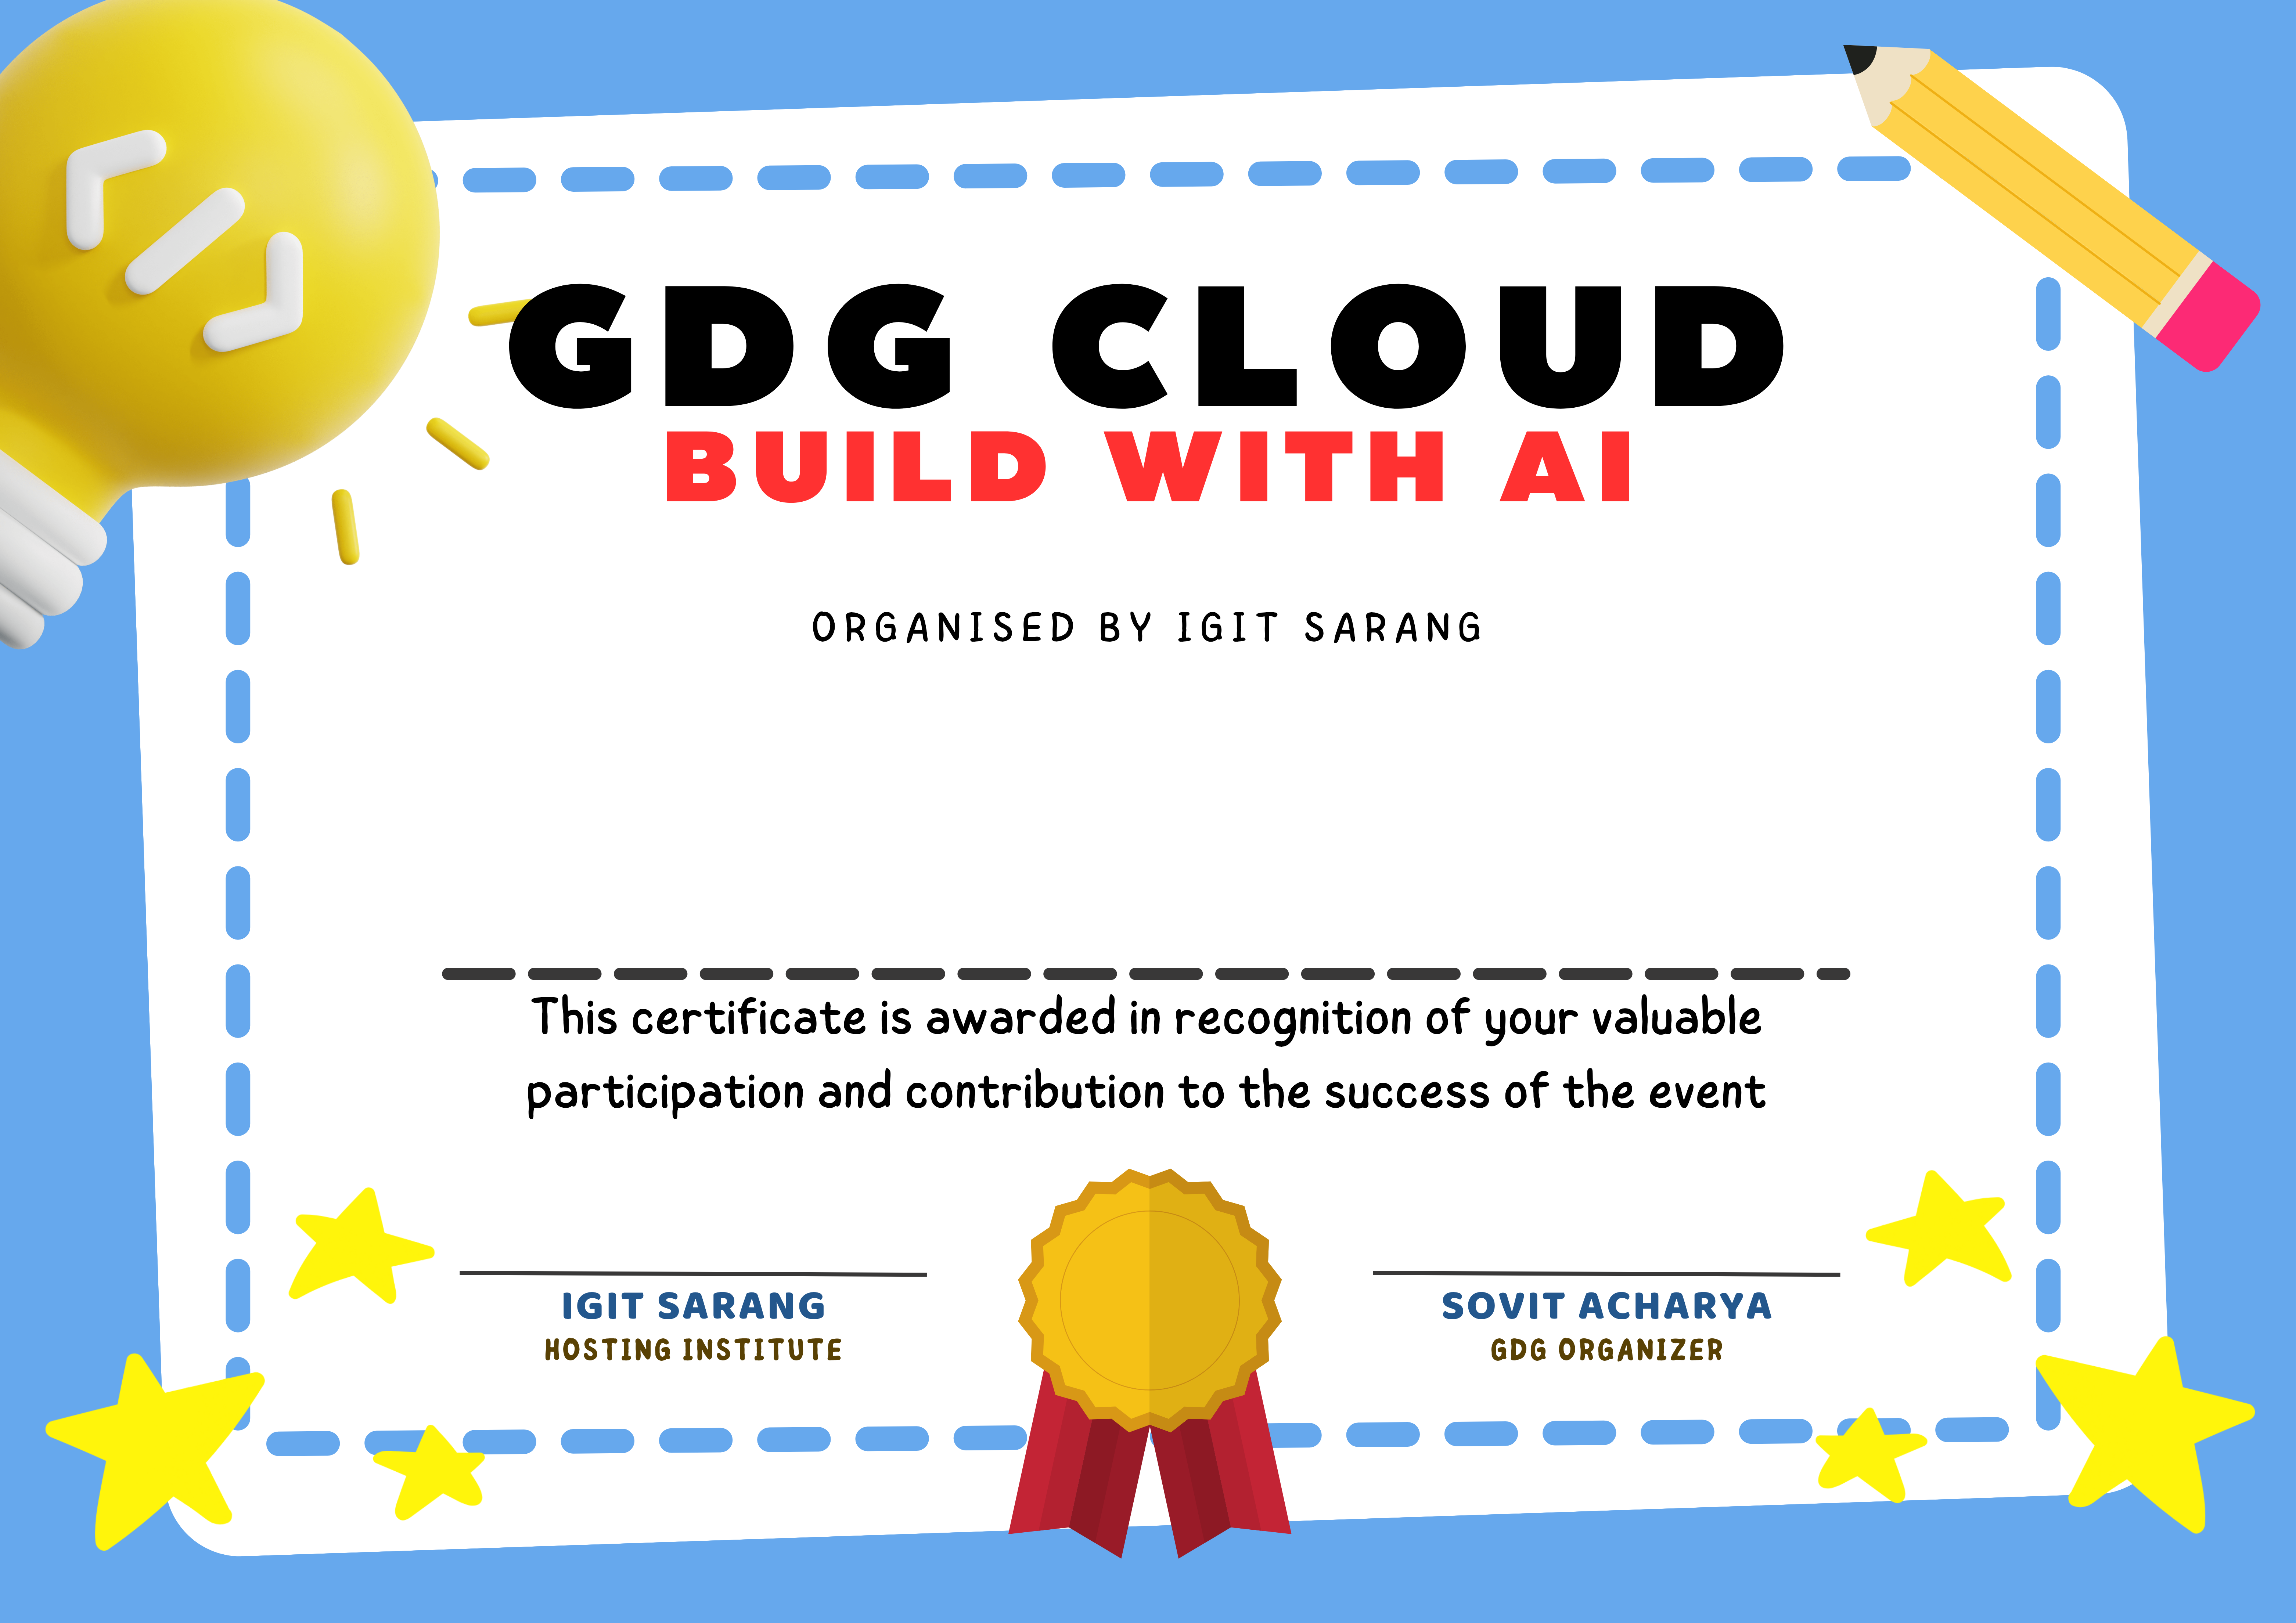 GDG CLOUD
BUILD WITH AI
ORGANISED BY IGIT SARANG
This certificate is awarded in recognition of your valuable
participation and contribution to the success of the event
IGIT SARANG
HOSTING INSTITUTE
SOVIT ACHARYA
GDG ORGANIZER